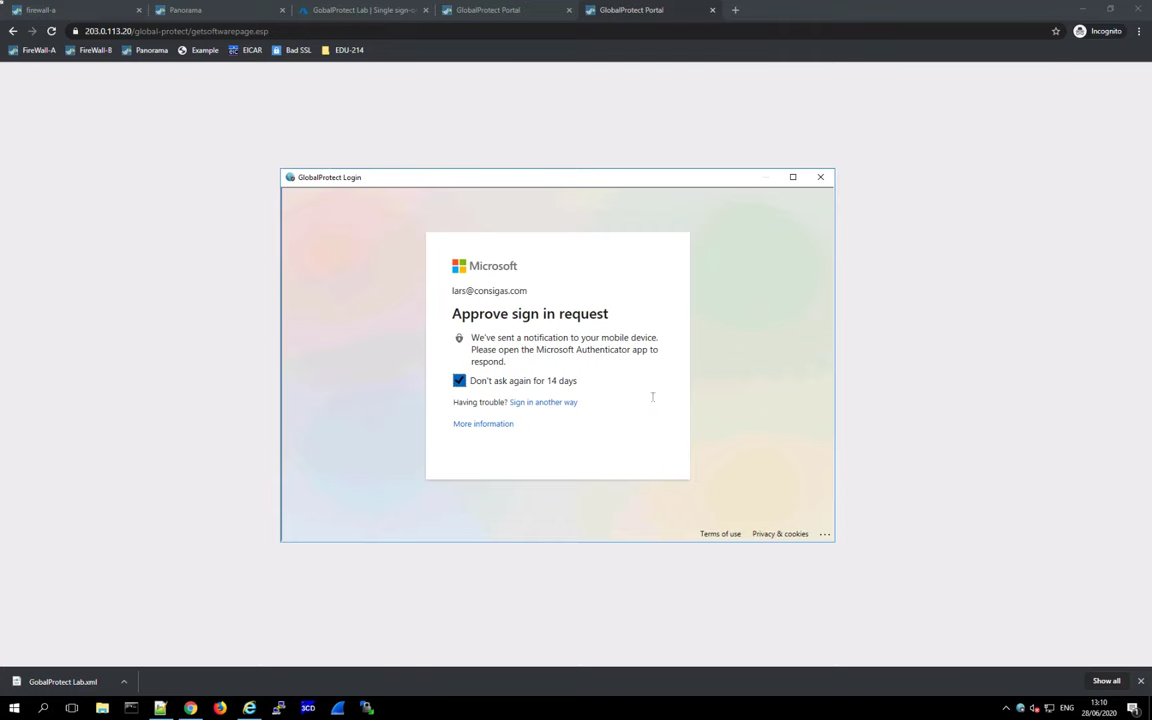 firewall-a
Panorama
GobalProtect Lab | Single sign-o
GlobalProtect Portal
GlobalProtect Portal
203.0.113.20/global-protect/getsoftwarepage.esp
Incognito
FireWall-A
FireWall-B
Panorama
Example
EICAR
Bad SSL
EDU-214
GlobalProtect Login
Microsoft
lars@consigas.com
Approve sign in request
We've sent a notification to your mobile device.
Please open the Microsoft Authenticator app to
respond.
Don't ask again for 14 days
Having trouble? Sign in another way
More information
Terms of use
Privacy & cookies
...
GobalProtect Lab.xml
Show all
3CD
ENG
13:10
28/06/2020